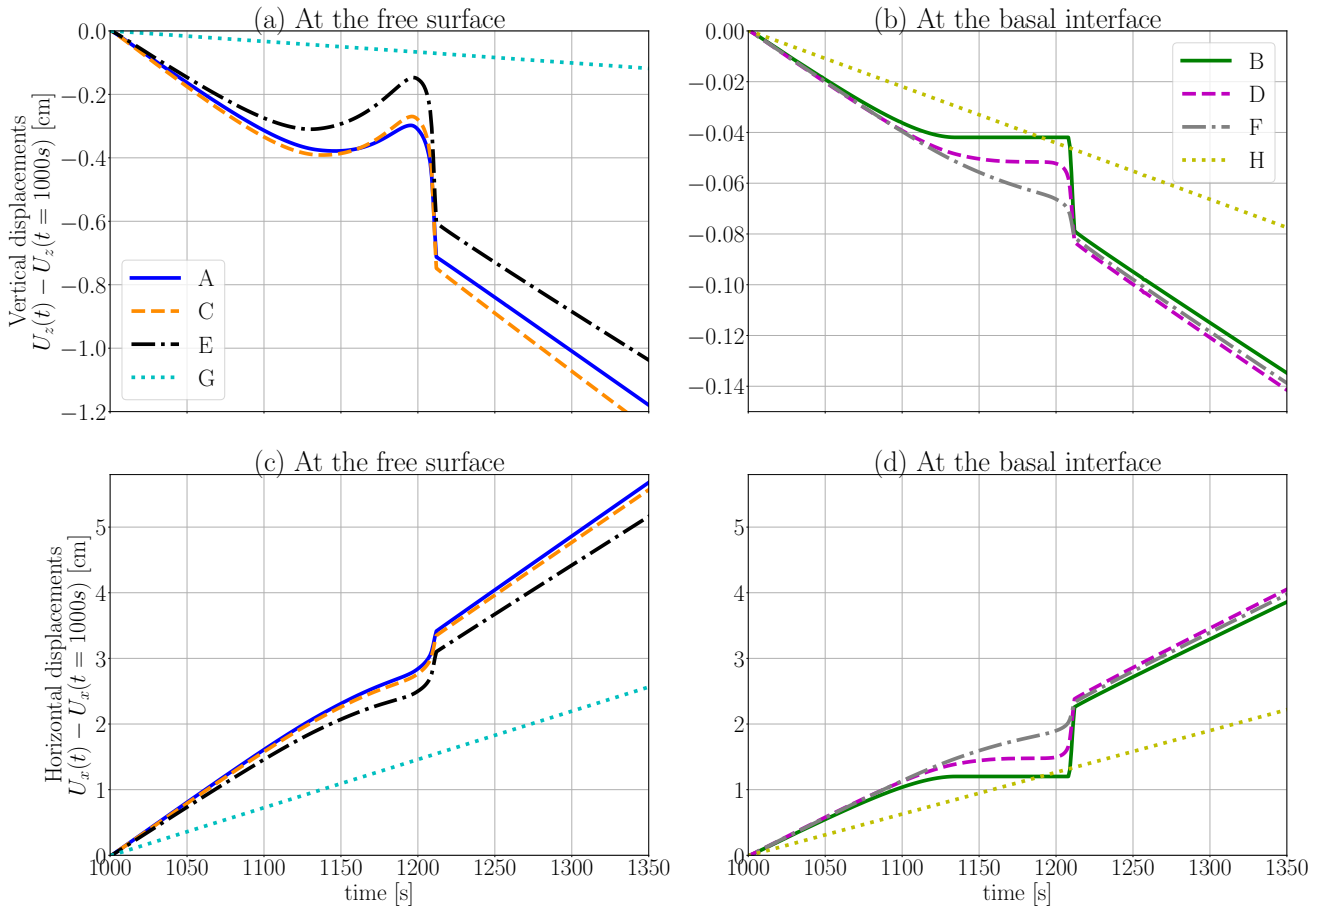 (a) At the free surface
(b) At the basal interface
Vertical displacements
U_z(t) − U_z(t = 1000s) [cm]
0.0
−0.2
−0.4
−0.6
−0.8
−1.0
−1.2
A
C
E
G
0.00
−0.02
−0.04
−0.06
−0.08
−0.10
−0.12
−0.14
B
D
F
H
(c) At the free surface
(d) At the basal interface
Horizontal displacements
U_x(t) − U_x(t = 1000s) [cm]
5
4
3
2
1
0
1000 1050 1100 1150 1200 1250 1300 1350
time [s]
5
4
3
2
1
0
1000 1050 1100 1150 1200 1250 1300 1350
time [s]